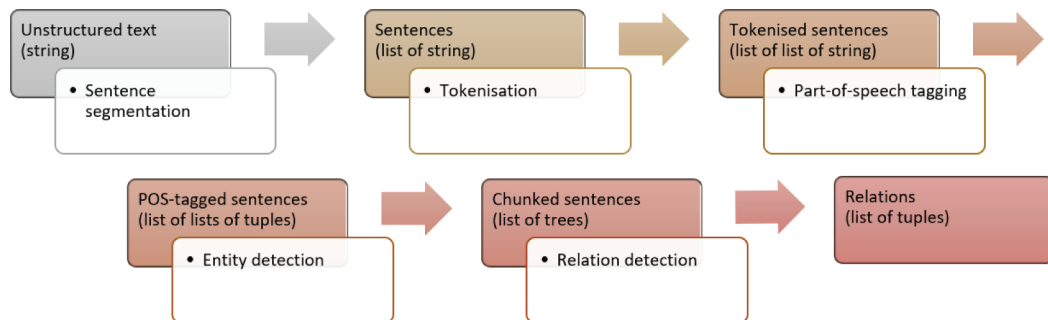 Unstructured text
(string)
• Sentence
segmentation
Sentences
(list of string)
• Tokenisation
Tokenised sentences
(list of list of string)
• Part-of-speech tagging
POS-tagged sentences
(list of lists of tuples)
• Entity detection
Chunked sentences
(list of trees)
• Relation detection
Relations
(list of tuples)